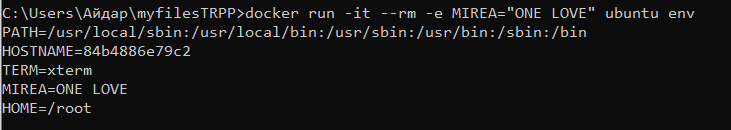 C:\Users\Айдар\myfilesTRPP>docker run -it --rm -e MIREA="ONE LOVE" ubuntu env
PATH=/usr/local/sbin:/usr/local/bin:/usr/sbin:/usr/bin:/sbin:/bin
HOSTNAME=84b4886e79c2
TERM=xterm
MIREA=ONE LOVE
HOME=/root